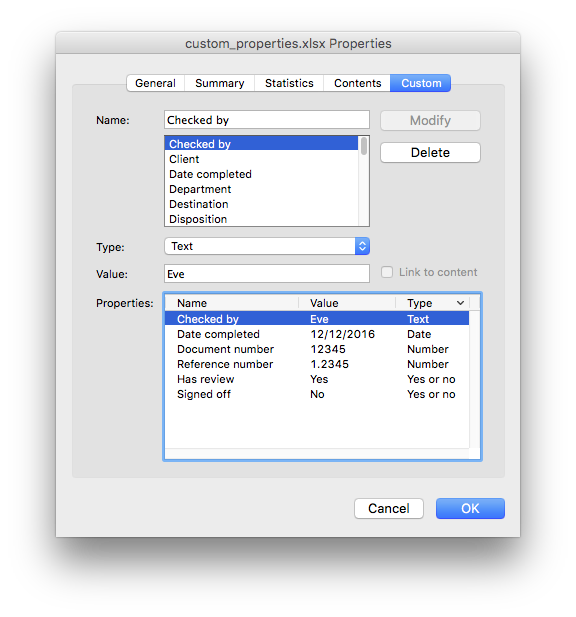 custom_properties.xlsx Properties
General Summary Statistics Contents Custom
Name: Checked by Modify
Checked by
Client
Date completed
Department
Destination
Disposition
Delete
Type: Text
Value: Eve Link to content
Properties: Name Value Type
Checked by Eve Text
Date completed 12/12/2016 Date
Document number 12345 Number
Reference number 1.2345 Number
Has review Yes Yes or no
Signed off No Yes or no
Cancel OK